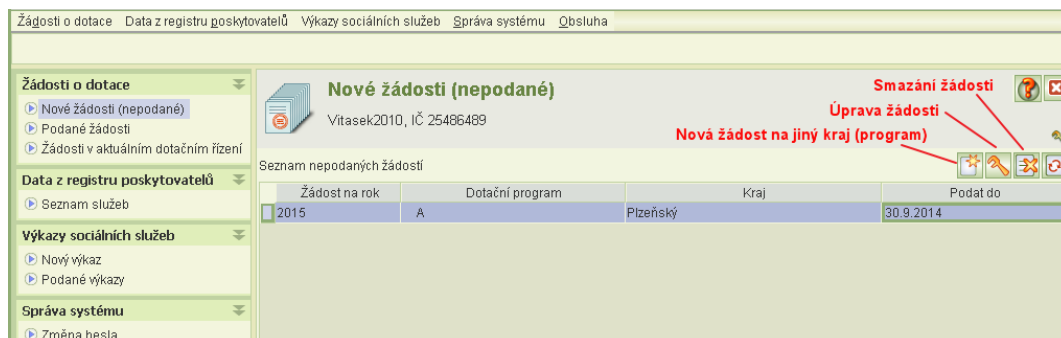 Žádosti o dotace Data z registru poskytovatelů Výkazy sociálních služeb Správa systému Obsluha
Žádosti o dotace
Nové žádosti (nepodané)
Podané žádosti
Žádosti v aktuálním dotačním řízení
Data z registru poskytovatelů
Seznam služeb
Výkazy sociálních služeb
Nový výkaz
Podané výkazy
Správa systému
Změna hesla
Nové žádosti (nepodané)
Vitasek2010, IČ 25486489
Smazání žádosti
Úprava žádosti
Nová žádost na jiný kraj (program)
Seznam nepodaných žádostí
Žádost na rok Dotační program Kraj Podat do
2015 A Plzeňský 30.9.2014